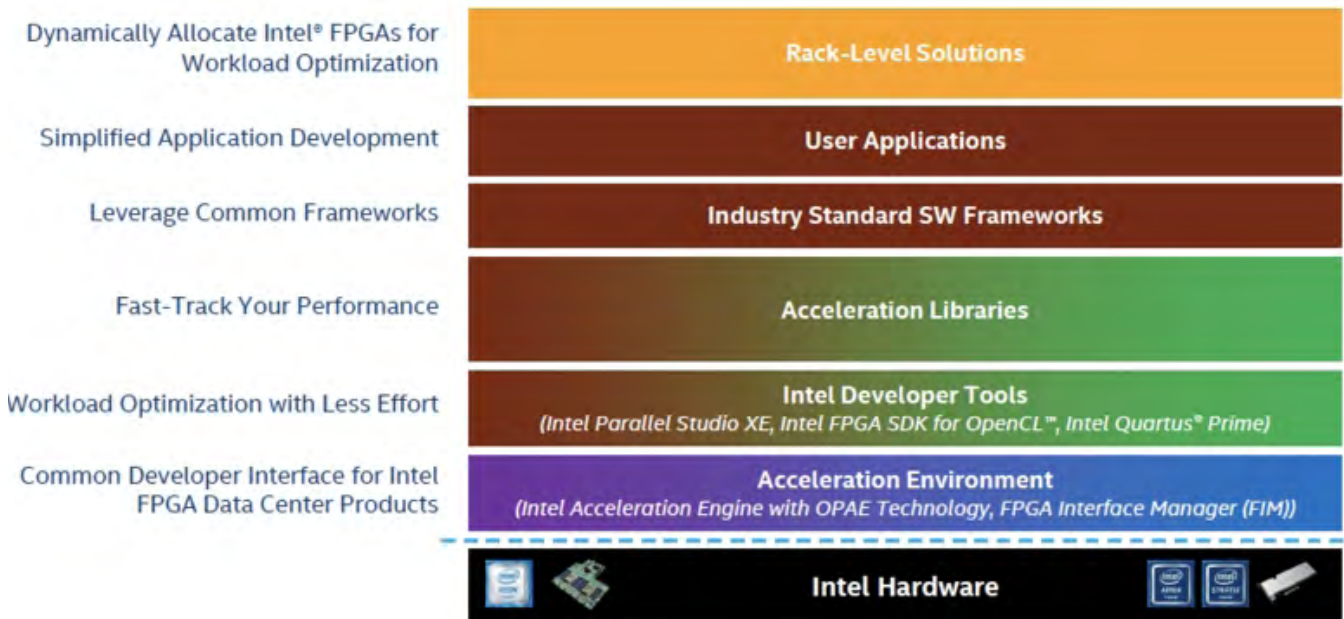 Dynamically Allocate Intel® FPGAs for
Workload Optimization
Rack-Level Solutions
Simplified Application Development
User Applications
Leverage Common Frameworks
Industry Standard SW Frameworks
Fast-Track Your Performance
Acceleration Libraries
Workload Optimization with Less Effort
Intel Developer Tools
(Intel Parallel Studio XE, Intel FPGA SDK for OpenCL™, Intel Quartus® Prime)
Common Developer Interface for Intel
FPGA Data Center Products
Acceleration Environment
(Intel Acceleration Engine with OPAE Technology, FPGA Interface Manager (FIM))
Intel Hardware